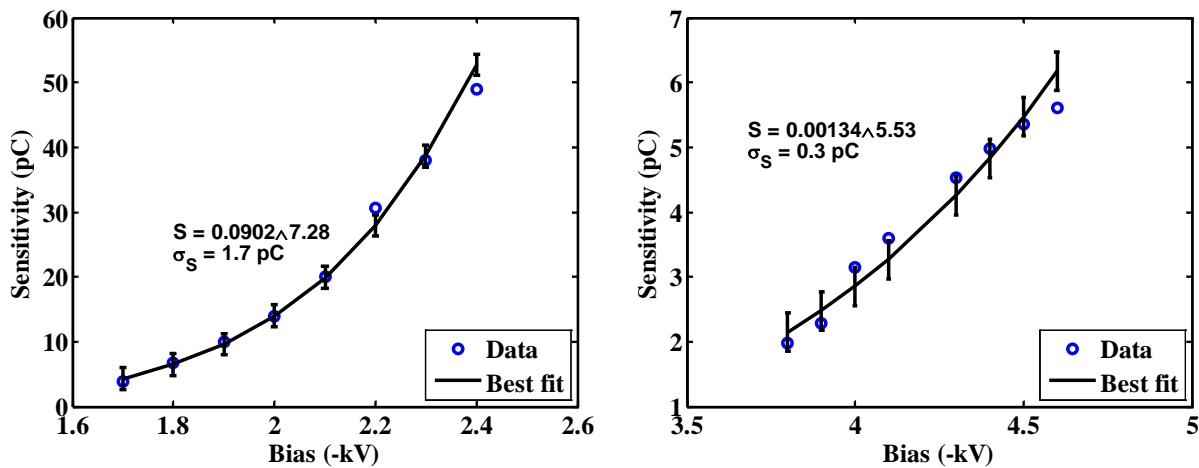 60
50
40
30
20
10
0
Sensitivity (pC)
S = 0.0902∧7.28
σS = 1.7 pC
Data
Best fit
1.6 1.8 2 2.2 2.4 2.6
Bias (-kV)
7
6
5
4
3
2
1
Sensitivity (pC)
S = 0.00134∧5.53
σS = 0.3 pC
Data
Best fit
3.5 4 4.5 5
Bias (-kV)